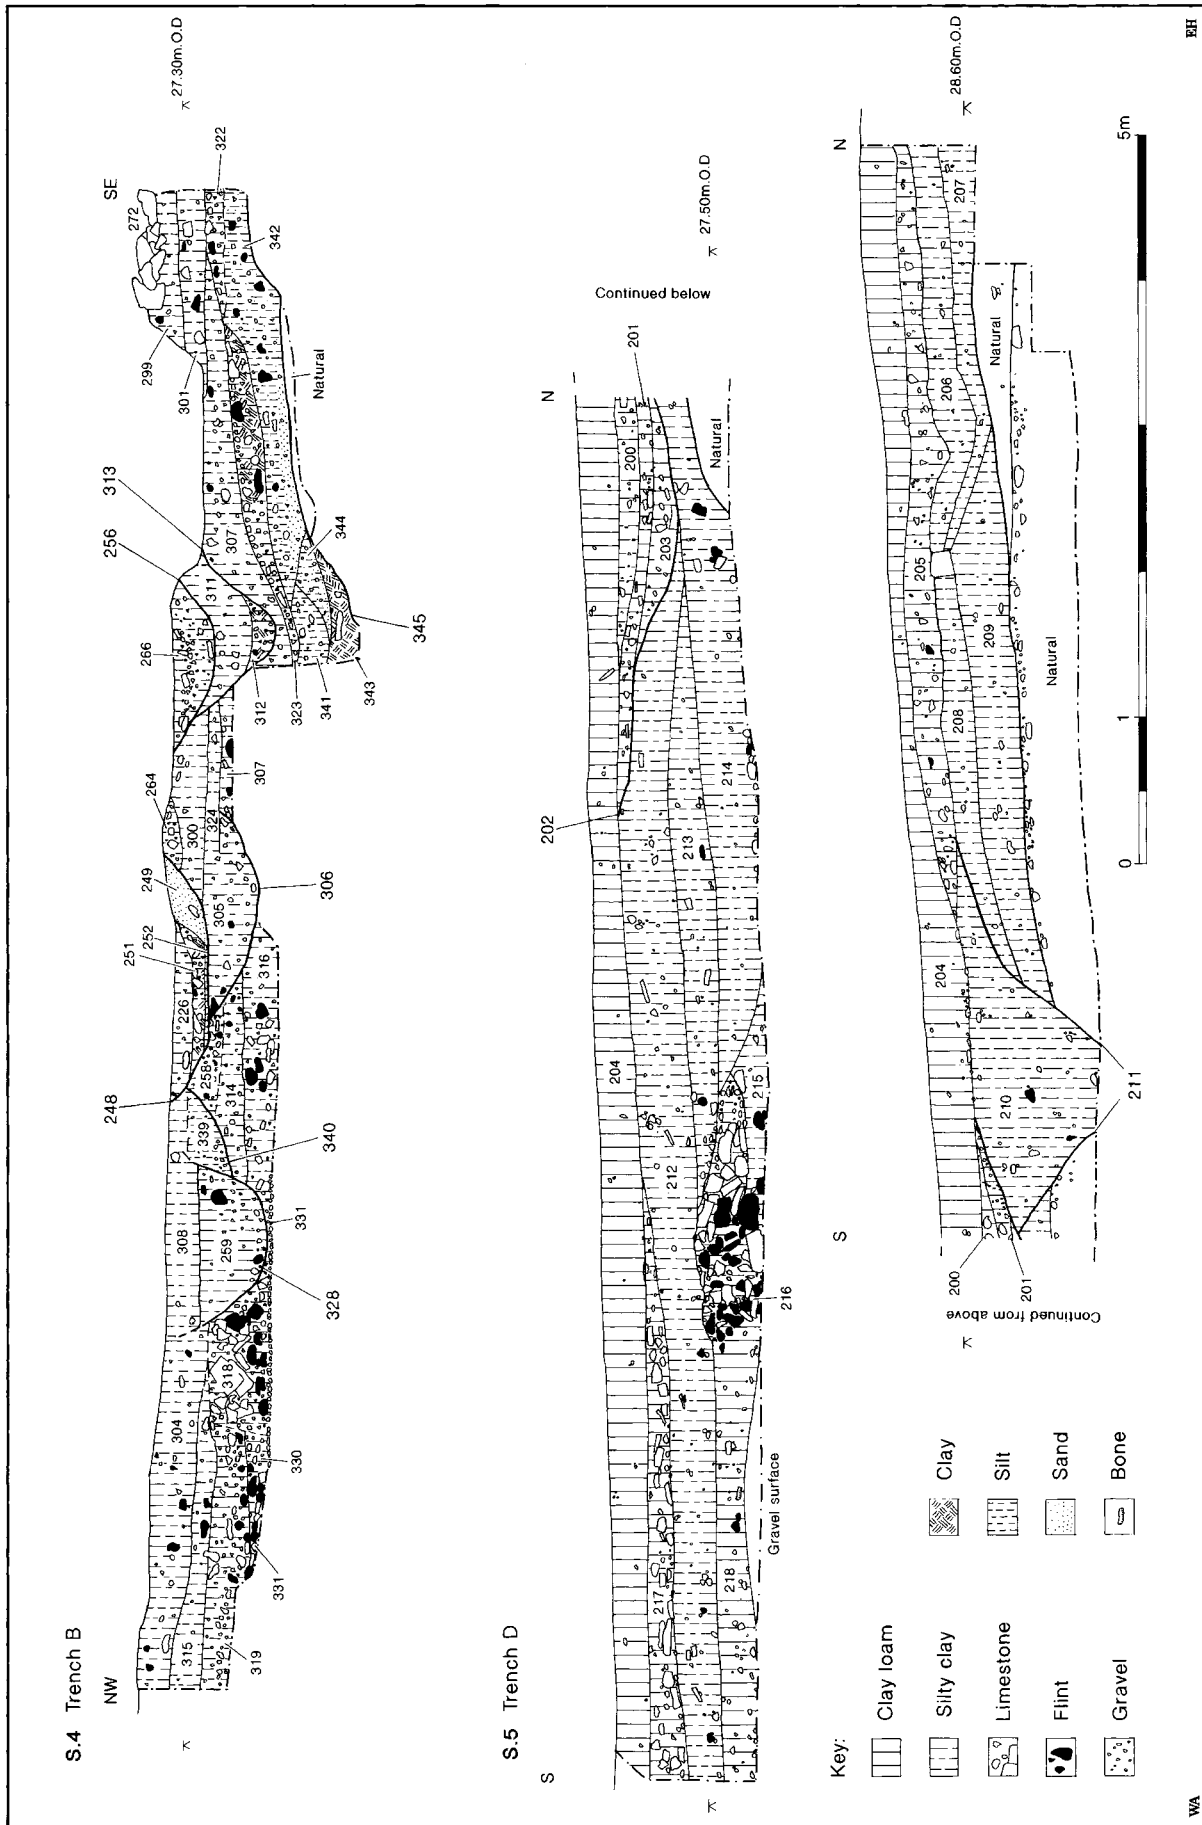 S.4 Trench B
NW
SE
27.30m.O.D
248
251
252
249
264
266
256
313
301
299
272
322
315
304
308
339
258
226
314
305
300
324
311
307
318
259
316
307
312
323
341
344
342
Natural
319
331
330
328
331
340
306
343
345
S.5 Trench D
S
N
27.50m.O.D
202
201
Continued below
204
200
203
217
212
213
214
218
215
216
Natural
Gravel surface
S
N
28.60m.O.D
Continued from above
200
201
204
205
206
207
208
209
210
211
Natural
Natural
0
1
5m
Key:
Clay loam
Clay
Silty clay
Silt
Limestone
Sand
Flint
Bone
Gravel
WA
EH